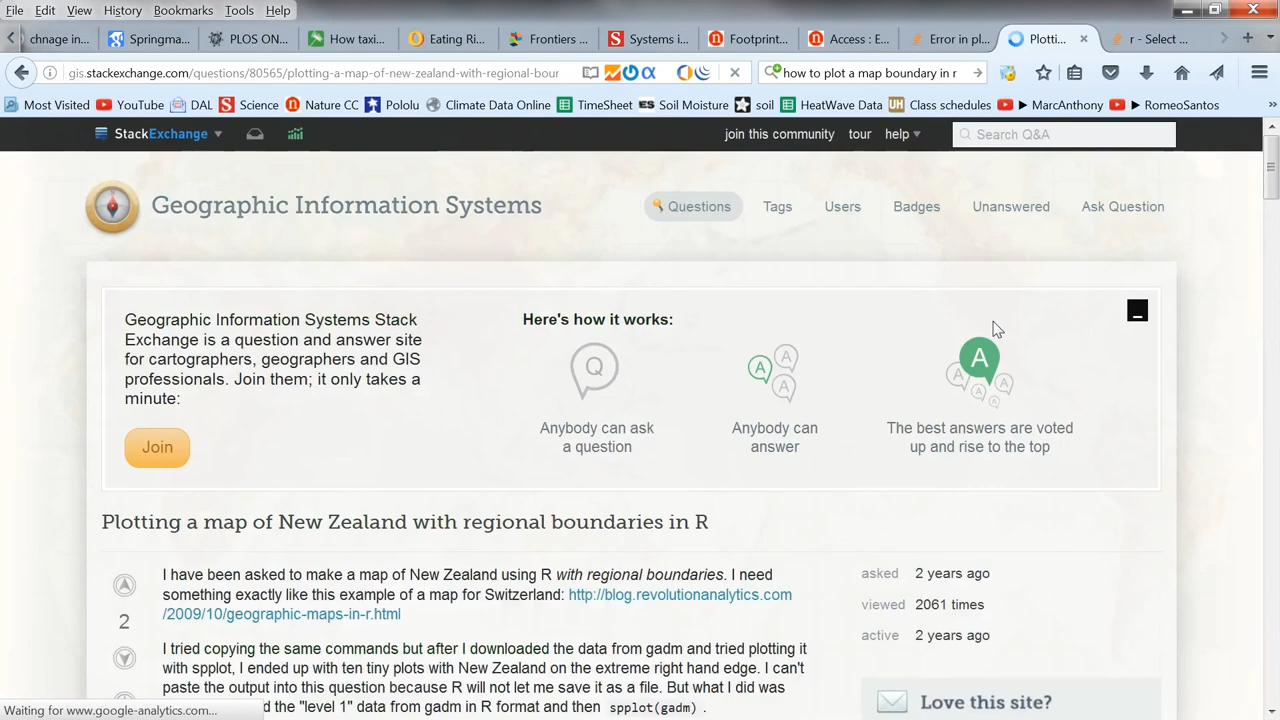 File Edit View History Bookmarks Tools Help
chnage in... Springma... PLOS ON... How taxi... Eating Ri... Frontiers ... Systems i... Footprint... Access : E... Error in pl... Plotti... r - Select ...
gis.stackexchange.com/questions/80565/plotting-a-map-of-new-zealand-with-regional-bour how to plot a map boundary in r
Most Visited YouTube DAL Science Nature CC Pololu Climate Data Online TimeSheet Soil Moisture soil HeatWave Data Class schedules MarcAnthony RomeoSantos
StackExchange join this community tour help Search Q&A
Geographic Information Systems Questions Tags Users Badges Unanswered Ask Question
Geographic Information Systems Stack
Exchange is a question and answer site
for cartographers, geographers and GIS
professionals. Join them; it only takes a
minute:
Join
Here's how it works:
Q A A A A A A A A
Anybody can ask
a question
Anybody can
answer
The best answers are voted
up and rise to the top
Plotting a map of New Zealand with regional boundaries in R
2
I have been asked to make a map of New Zealand using R with regional boundaries. I need
something exactly like this example of a map for Switzerland: http://blog.revolutionanalytics.com
/2009/10/geographic-maps-in-r.html
I tried copying the same commands but after I downloaded the data from gadm and tried plotting it
with spplot, I ended up with ten tiny plots with New Zealand on the extreme right hand edge. I can't
paste the output into this question because R will not let me save it as a file. But what I did was
d the "level 1" data from gadm in R format and then spplot(gadm) .
asked 2 years ago
viewed 2061 times
active 2 years ago
Love this site?
Waiting for www.google-analytics.com...